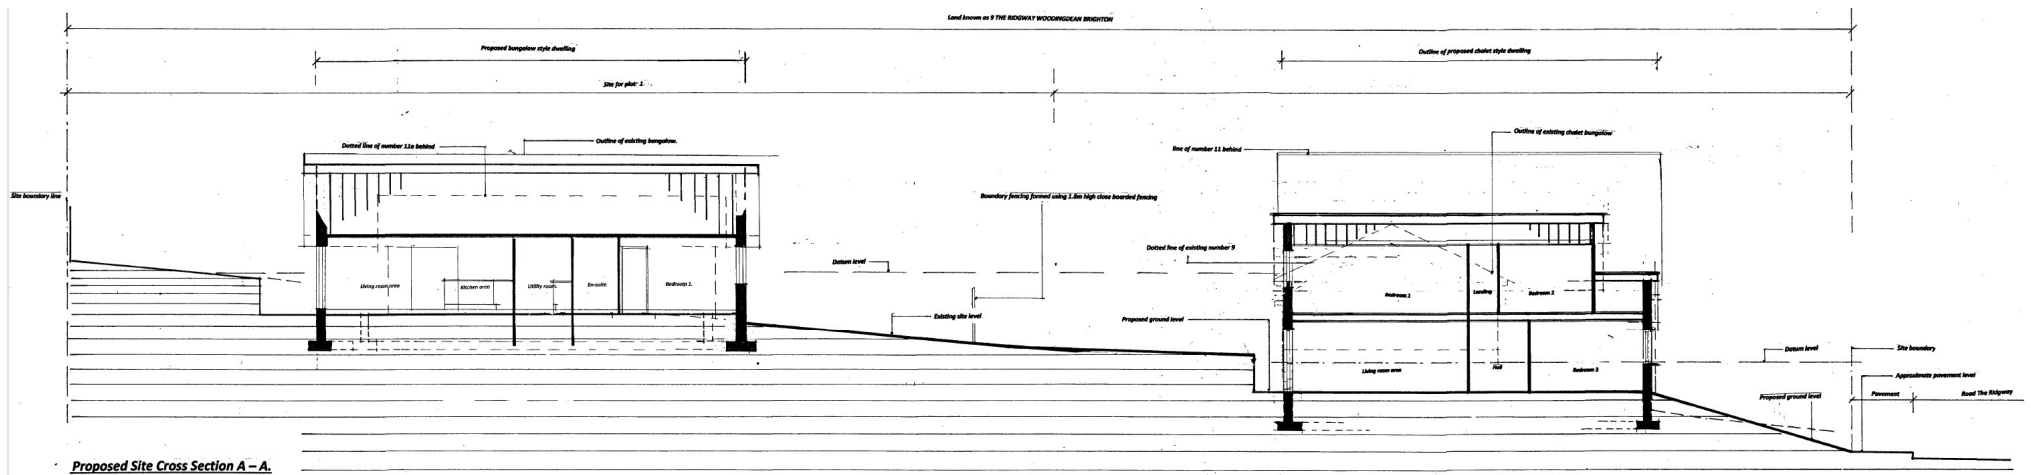 Land known as 9 THE RIDGWAY WOODINGDEAN BRIGHTON
Proposed bungalow style dwelling
Outline of proposed chalet style dwelling
Site for plot 1
Outline of existing chalet bungalow
Outline of existing bungalow.
Dotted line of number 11a behind
line of number 11 behind
Site boundary line
Boundary fencing formed using 1.8m high close boarded fencing
Dotted line of existing number 9
Datum level
Living room area
Kitchen area
Utility room
En-suite
Bedroom 1.
Bedroom 1
Landing
Bedroom 2
Existing site level
Proposed ground level
Datum level
Site boundary
Living room area
Hall
Bedroom 3
Approximate pavement level
Proposed ground level
Pavement
Road The Ridgway
Proposed Site Cross Section A – A.